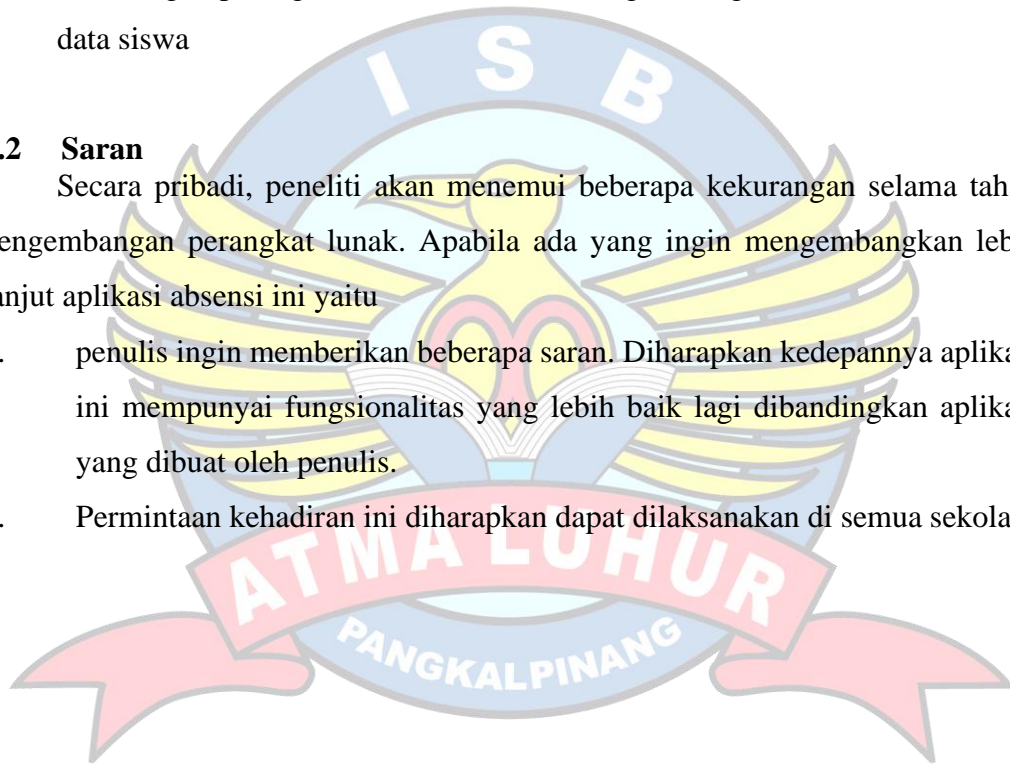 data siswa
.2 Saran
Secara pribadi, peneliti akan menemui beberapa kekurangan selama tah
engembangan perangkat lunak. Apabila ada yang ingin mengembangkan leb
anjut aplikasi absensi ini yaitu
. penulis ingin memberikan beberapa saran. Diharapkan kedepannya aplika
ini mempunyai fungsionalitas yang lebih baik lagi dibandingkan aplika
yang dibuat oleh penulis.
. Permintaan kehadiran ini diharapkan dapat dilaksanakan di semua sekola
ISB
ATMA LUHUR
PANGKALPINANG